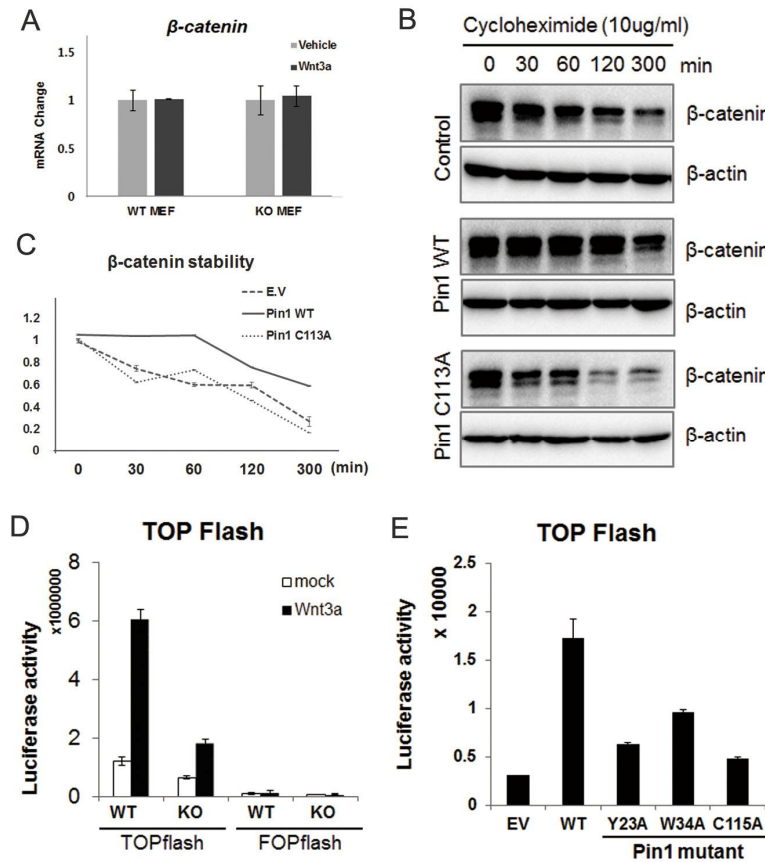 A
β-catenin
Vehicle
Wnt3a
mRNA Change
1.5
1
0.5
0
WT MEF
KO MEF
B
Cycloheximide (10ug/ml)
0 30 60 120 300 min
Control
β-catenin
β-actin
Pin1 WT
β-catenin
β-actin
Pin1 C113A
β-catenin
β-actin
C
β-catenin stability
E.V
Pin1 WT
Pin1 C113A
1.2
1
0.8
0.6
0.4
0.2
0
0 30 60 120 300 (min)
D
TOP Flash
mock
Wnt3a
Luciferase activity
x1000000
8
6
4
2
0
WT KO WT KO
TOPflash FOPflash
E
TOP Flash
Luciferase activity
x 10000
2.5
2
1.5
1
0.5
0
EV WT Y23A W34A C115A
Pin1 mutant